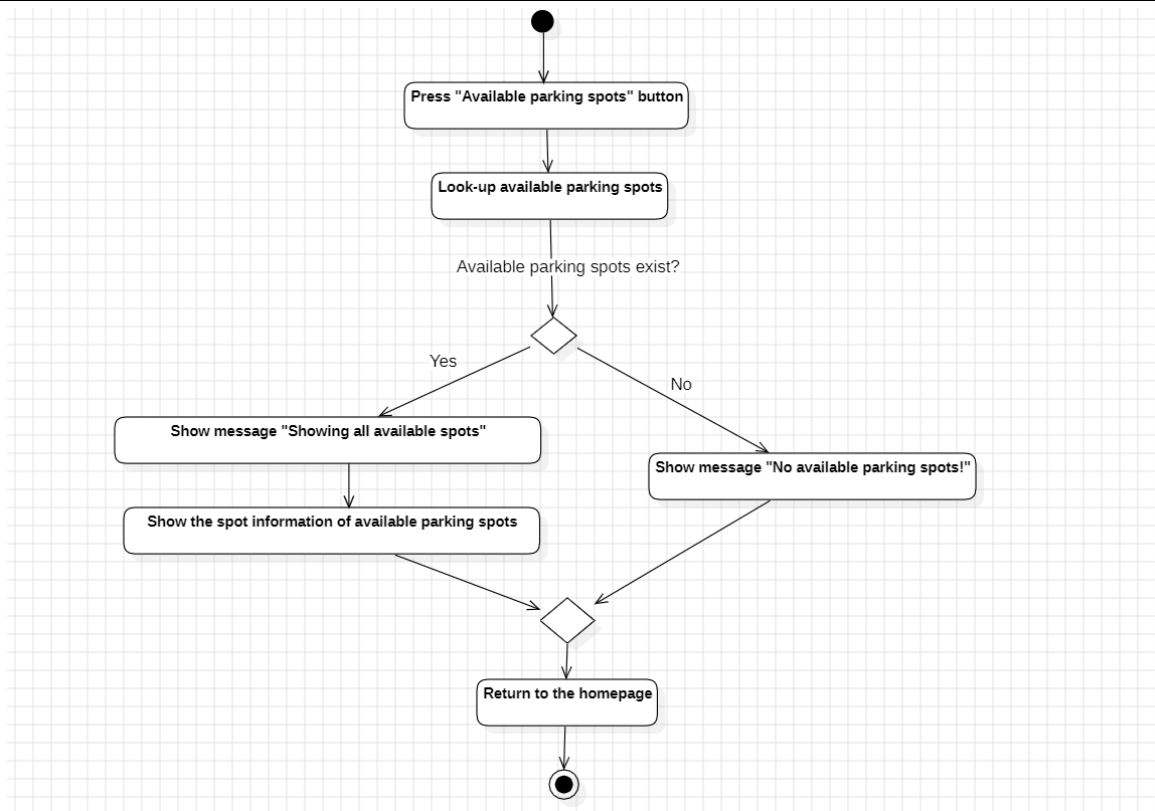 Press "Available parking spots" button
Look-up available parking spots
Available parking spots exist?
Yes
No
Show message "Showing all available spots"
Show message "No available parking spots!"
Show the spot information of available parking spots
Return to the homepage